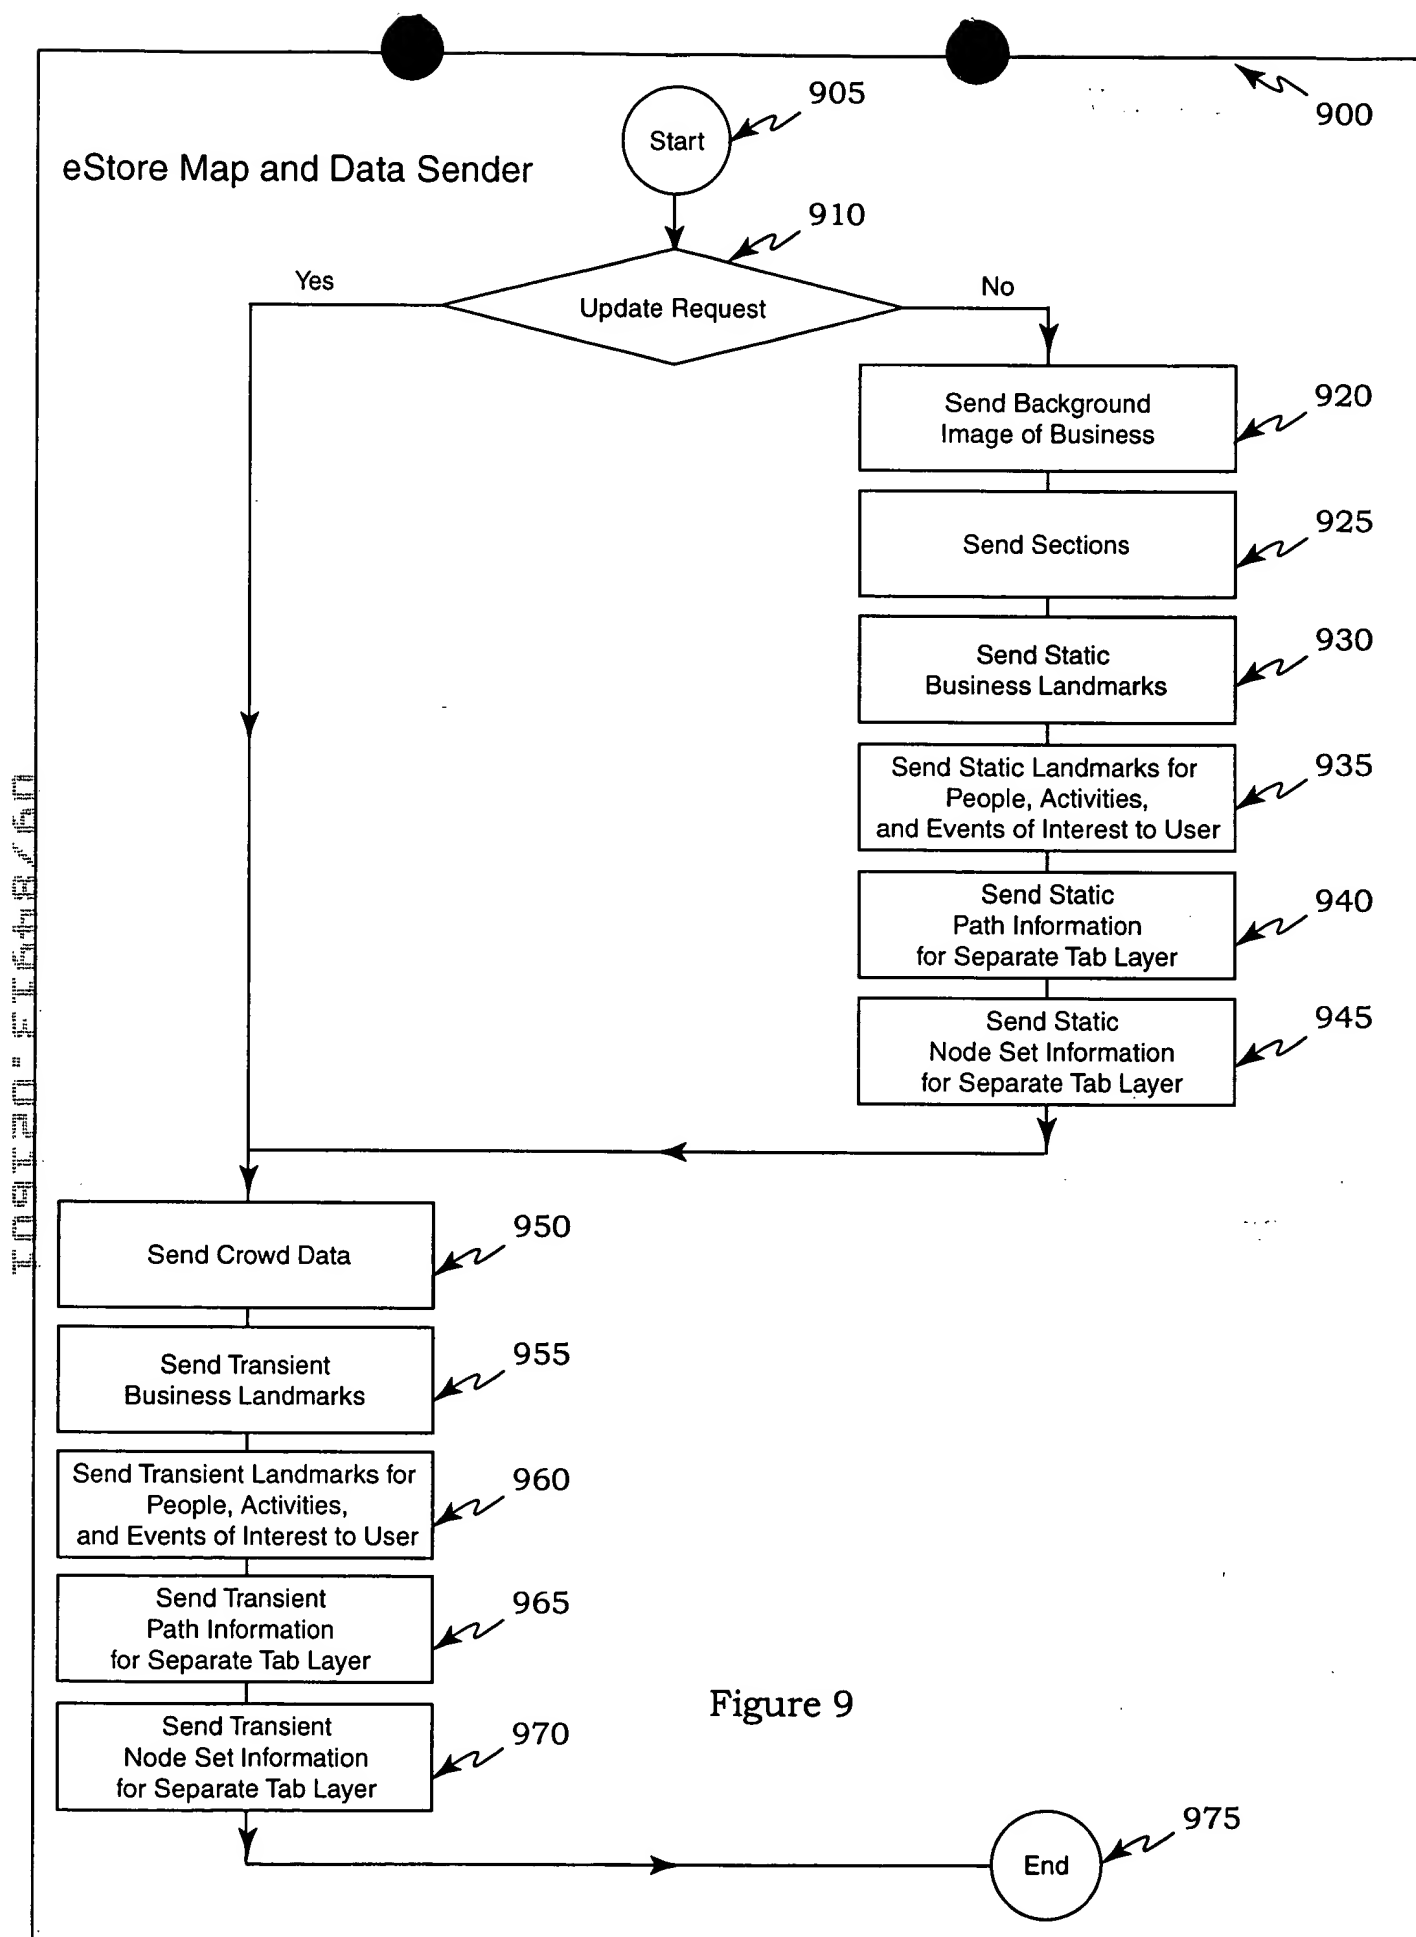 900
905
Start
eStore Map and Data Sender
910
Yes
Update Request
No
Send Background
Image of Business
920
Send Sections
925
Send Static
Business Landmarks
930
Send Static Landmarks for
People, Activities,
and Events of Interest to User
935
Send Static
Path Information
for Separate Tab Layer
940
Send Static
Node Set Information
for Separate Tab Layer
945
Send Crowd Data
950
Send Transient
Business Landmarks
955
Send Transient Landmarks for
People, Activities,
and Events of Interest to User
960
Send Transient
Path Information
for Separate Tab Layer
965
Send Transient
Node Set Information
for Separate Tab Layer
970
Figure 9
End
975